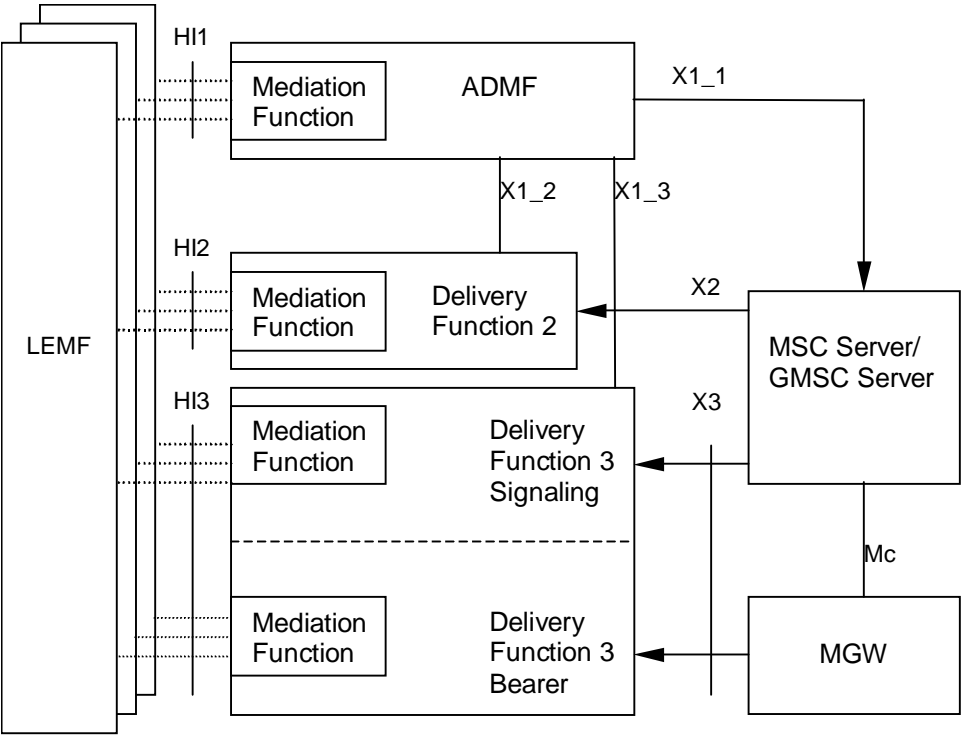 HI1
Mediation
Function
ADMF
X1_1
X1_2
X1_3
HI2
Mediation
Function
Delivery
Function 2
X2
LEMF
MSC Server/
GMSC Server
HI3
Mediation
Function
Delivery
Function 3
Signaling
X3
Mc
Mediation
Function
Delivery
Function 3
Bearer
MGW